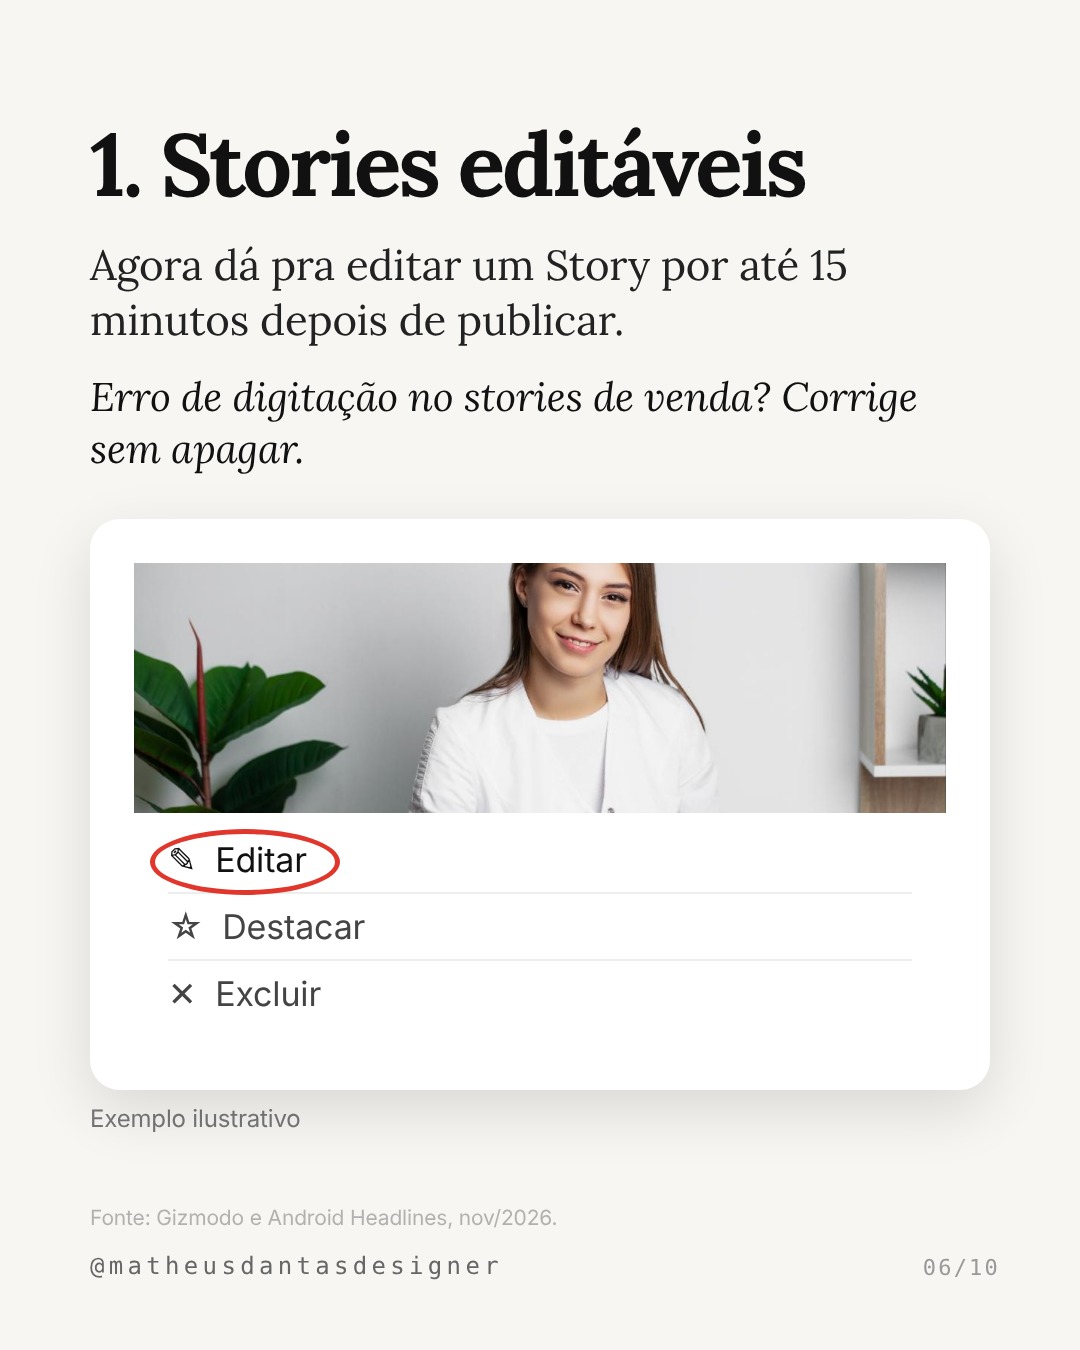 1. Stories editáveis
Agora dá pra editar um Story por até 15
minutos depois de publicar.
Erro de digitação no stories de venda? Corrige
sem apagar.
✎ Editar
☆ Destacar
✕ Excluir
Exemplo ilustrativo
Fonte: Gizmodo e Android Headlines, nov/2026.
@matheusdantasdesigner
06/10